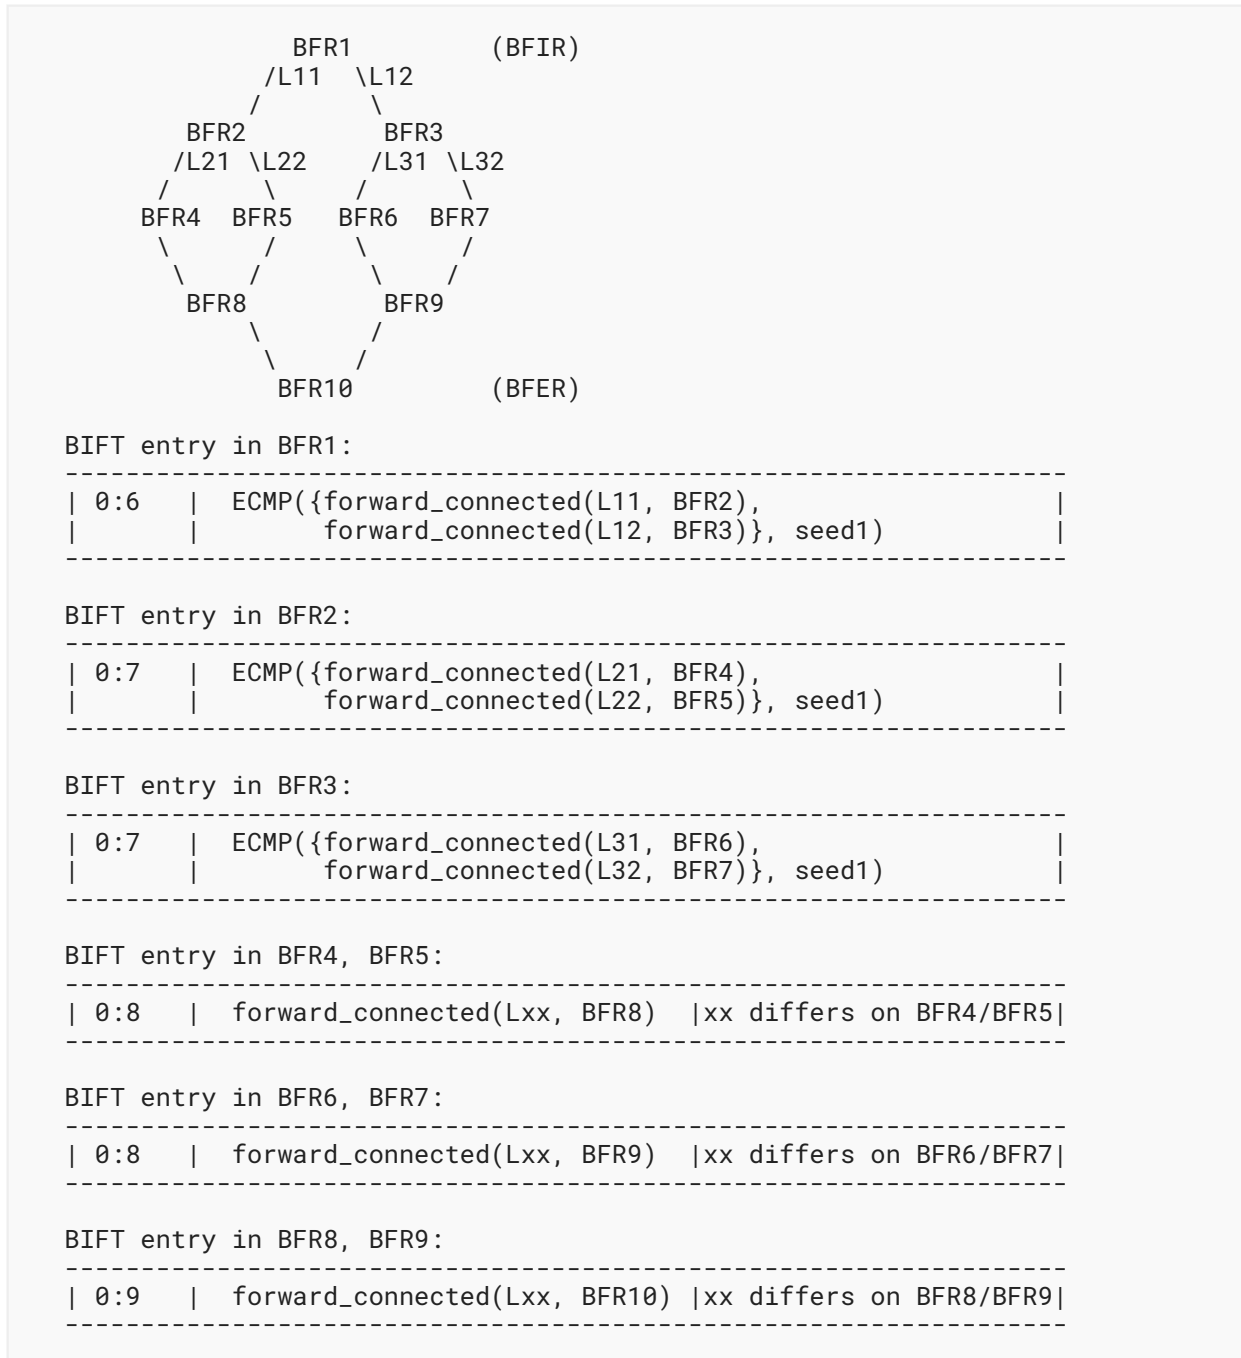 BFR1         (BFIR)
             /L11  \L12
            /       \
        BFR2         BFR3
       /L21 \L22    /L31 \L32
      /      \     /      \
     BFR4  BFR5   BFR6  BFR7
      \      /     \      /
       \    /       \    /
        BFR8         BFR9
            \       /
             \     /
              BFR10         (BFER)

BIFT entry in BFR1:
------------------------------------------------------------------
| 0:6   |  ECMP({forward_connected(L11, BFR2),                   |
|       |        forward_connected(L12, BFR3)}, seed1)           |
------------------------------------------------------------------

BIFT entry in BFR2:
------------------------------------------------------------------
| 0:7   |  ECMP({forward_connected(L21, BFR4),                   |
|       |        forward_connected(L22, BFR5)}, seed1)           |
------------------------------------------------------------------

BIFT entry in BFR3:
------------------------------------------------------------------
| 0:7   |  ECMP({forward_connected(L31, BFR6),                   |
|       |        forward_connected(L32, BFR7)}, seed1)           |
------------------------------------------------------------------

BIFT entry in BFR4, BFR5:
------------------------------------------------------------------
| 0:8   |  forward_connected(Lxx, BFR8)  |xx differs on BFR4/BFR5|
------------------------------------------------------------------

BIFT entry in BFR6, BFR7:
------------------------------------------------------------------
| 0:8   |  forward_connected(Lxx, BFR9)  |xx differs on BFR6/BFR7|
------------------------------------------------------------------

BIFT entry in BFR8, BFR9:
------------------------------------------------------------------
| 0:9   |  forward_connected(Lxx, BFR10) |xx differs on BFR8/BFR9|
------------------------------------------------------------------